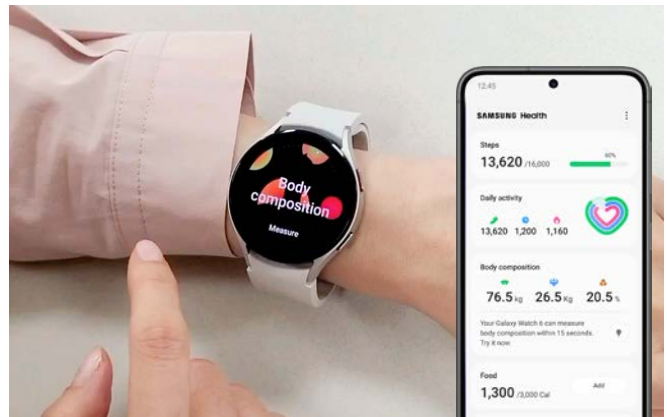 Body
composition
Measure
12:45
SAMSUNG Health
Steps
13,620 /16,000
60%
Daily activity
13,620 1,200 1,160
Body composition
76.5 kg 26.5 Kg 20.5 %
Your Galaxy Watch 6 can measure
body composition within 15 seconds.
Try it now.
Food
1,300 /3,000 Cal
Add